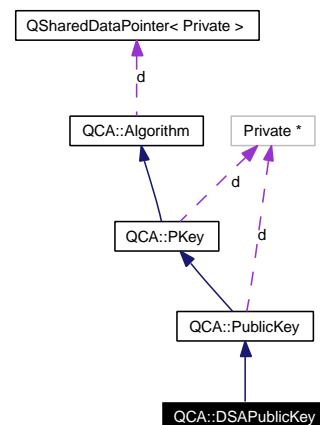 QSharedDataPointer< Private >
d
QCA::Algorithm
Private *
d
QCA::PKey
d
QCA::PublicKey
QCA::DSAPublicKey